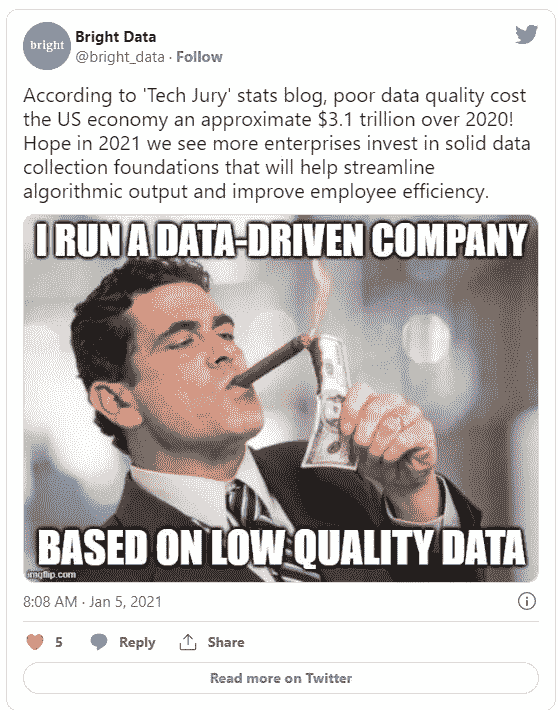 bright
Bright Data
@bright_data · Follow
According to 'Tech Jury' stats blog, poor data quality cost
the US economy an approximate $3.1 trillion over 2020!
Hope in 2021 we see more enterprises invest in solid data
collection foundations that will help streamline
algorithmic output and improve employee efficiency.
I RUN A DATA-DRIVEN COMPANY
BASED ON LOW QUALITY DATA
imgflip.com
8:08 AM · Jan 5, 2021
5 Reply Share
Read more on Twitter